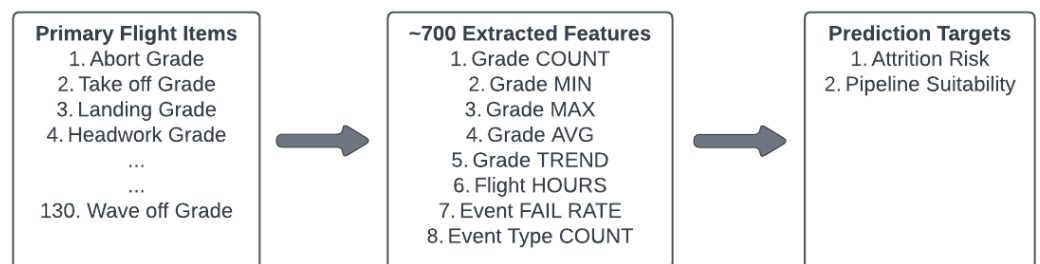 Primary Flight Items
1. Abort Grade
2. Take off Grade
3. Landing Grade
4. Headwork Grade
...
...
130. Wave off Grade
~700 Extracted Features
1. Grade COUNT
2. Grade MIN
3. Grade MAX
4. Grade AVG
5. Grade TREND
6. Flight HOURS
7. Event FAIL RATE
8. Event Type COUNT
Prediction Targets
1. Attrition Risk
2. Pipeline Suitability